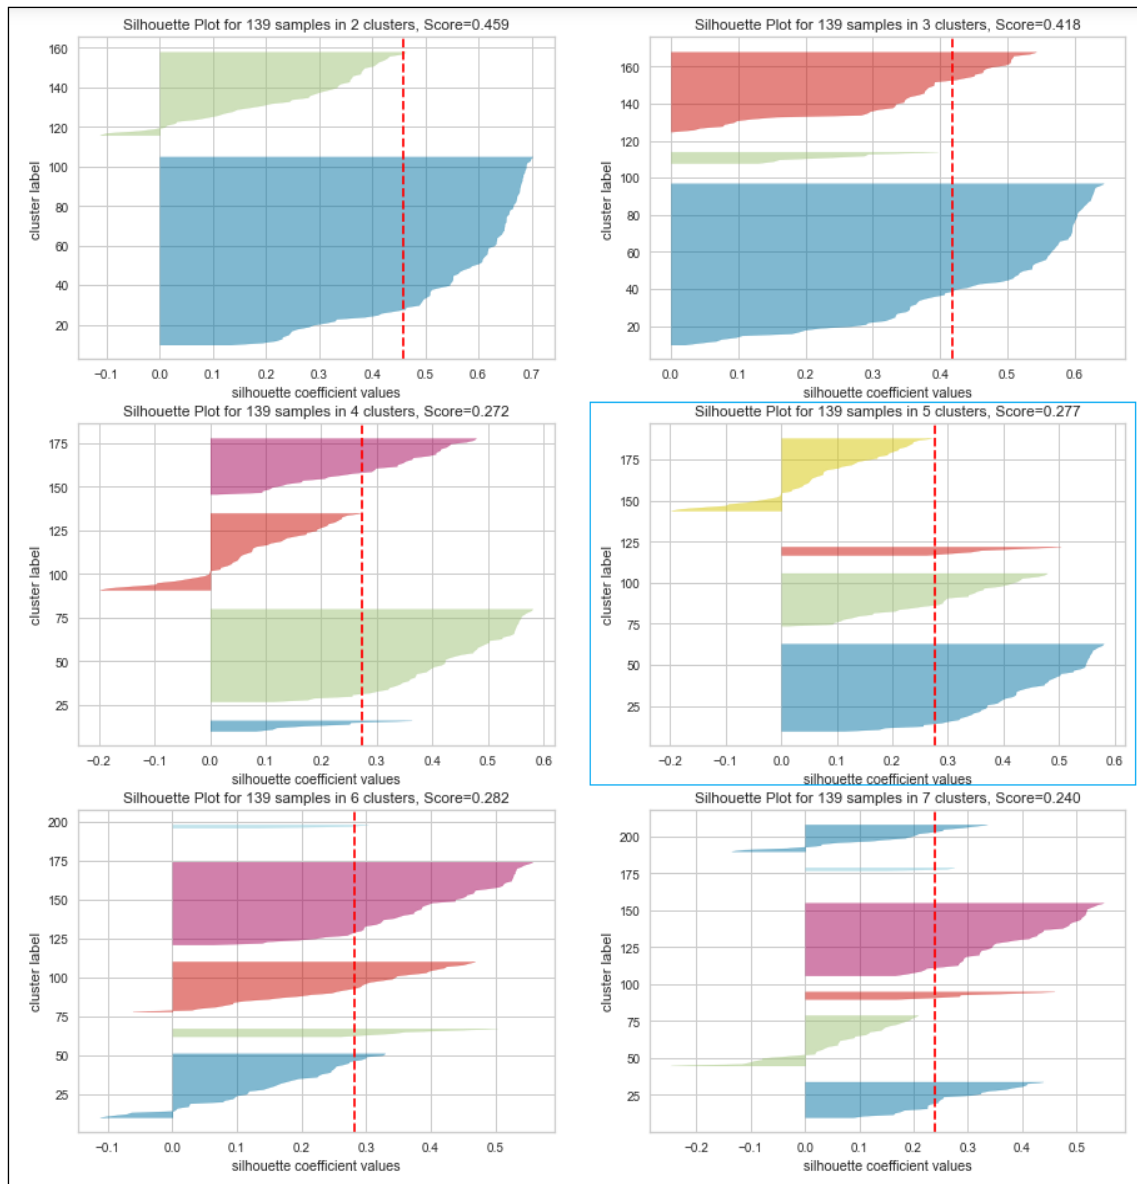 Silhouette Plot for 139 samples in 2 clusters, Score=0.459
160
140
120
100
80
60
40
20
cluster label
−0.1 0.0 0.1 0.2 0.3 0.4 0.5 0.6 0.7
silhouette coefficient values
Silhouette Plot for 139 samples in 3 clusters, Score=0.418
160
140
120
100
80
60
40
20
cluster label
0.0 0.1 0.2 0.3 0.4 0.5 0.6
silhouette coefficient values
Silhouette Plot for 139 samples in 4 clusters, Score=0.272
175
150
125
100
75
50
25
cluster label
−0.2 −0.1 0.0 0.1 0.2 0.3 0.4 0.5 0.6
silhouette coefficient values
Silhouette Plot for 139 samples in 5 clusters, Score=0.277
175
150
125
100
75
50
25
cluster label
−0.2 −0.1 0.0 0.1 0.2 0.3 0.4 0.5 0.6
silhouette coefficient values
Silhouette Plot for 139 samples in 6 clusters, Score=0.282
200
175
150
125
100
75
50
25
cluster label
−0.1 0.0 0.1 0.2 0.3 0.4 0.5
silhouette coefficient values
Silhouette Plot for 139 samples in 7 clusters, Score=0.240
200
175
150
125
100
75
50
25
cluster label
−0.2 −0.1 0.0 0.1 0.2 0.3 0.4 0.5
silhouette coefficient values